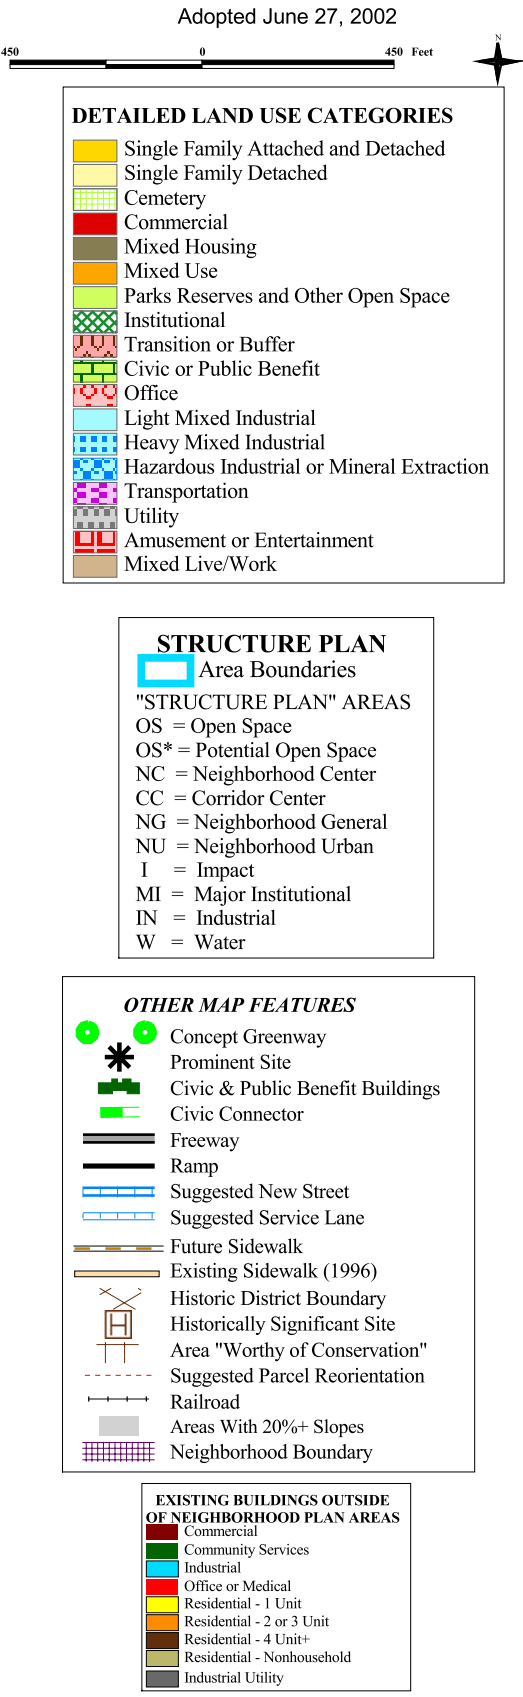 Adopted June 27, 2002
450 0 450 Feet
N
DETAILED LAND USE CATEGORIES
Single Family Attached and Detached
Single Family Detached
Cemetery
Commercial
Mixed Housing
Mixed Use
Parks Reserves and Other Open Space
Institutional
Transition or Buffer
Civic or Public Benefit
Office
Light Mixed Industrial
Heavy Mixed Industrial
Hazardous Industrial or Mineral Extraction
Transportation
Utility
Amusement or Entertainment
Mixed Live/Work
STRUCTURE PLAN
Area Boundaries
"STRUCTURE PLAN" AREAS
OS = Open Space
OS* = Potential Open Space
NC = Neighborhood Center
CC = Corridor Center
NG = Neighborhood General
NU = Neighborhood Urban
I = Impact
MI = Major Institutional
IN = Industrial
W = Water
OTHER MAP FEATURES
Concept Greenway
Prominent Site
Civic & Public Benefit Buildings
Civic Connector
Freeway
Ramp
Suggested New Street
Suggested Service Lane
Future Sidewalk
Existing Sidewalk (1996)
Historic District Boundary
H Historically Significant Site
Area "Worthy of Conservation"
Suggested Parcel Reorientation
Railroad
Areas With 20%+ Slopes
Neighborhood Boundary
EXISTING BUILDINGS OUTSIDE
OF NEIGHBORHOOD PLAN AREAS
Commercial
Community Services
Industrial
Office or Medical
Residential - 1 Unit
Residential - 2 or 3 Unit
Residential - 4 Unit+
Residential - Nonhousehold
Industrial Utility